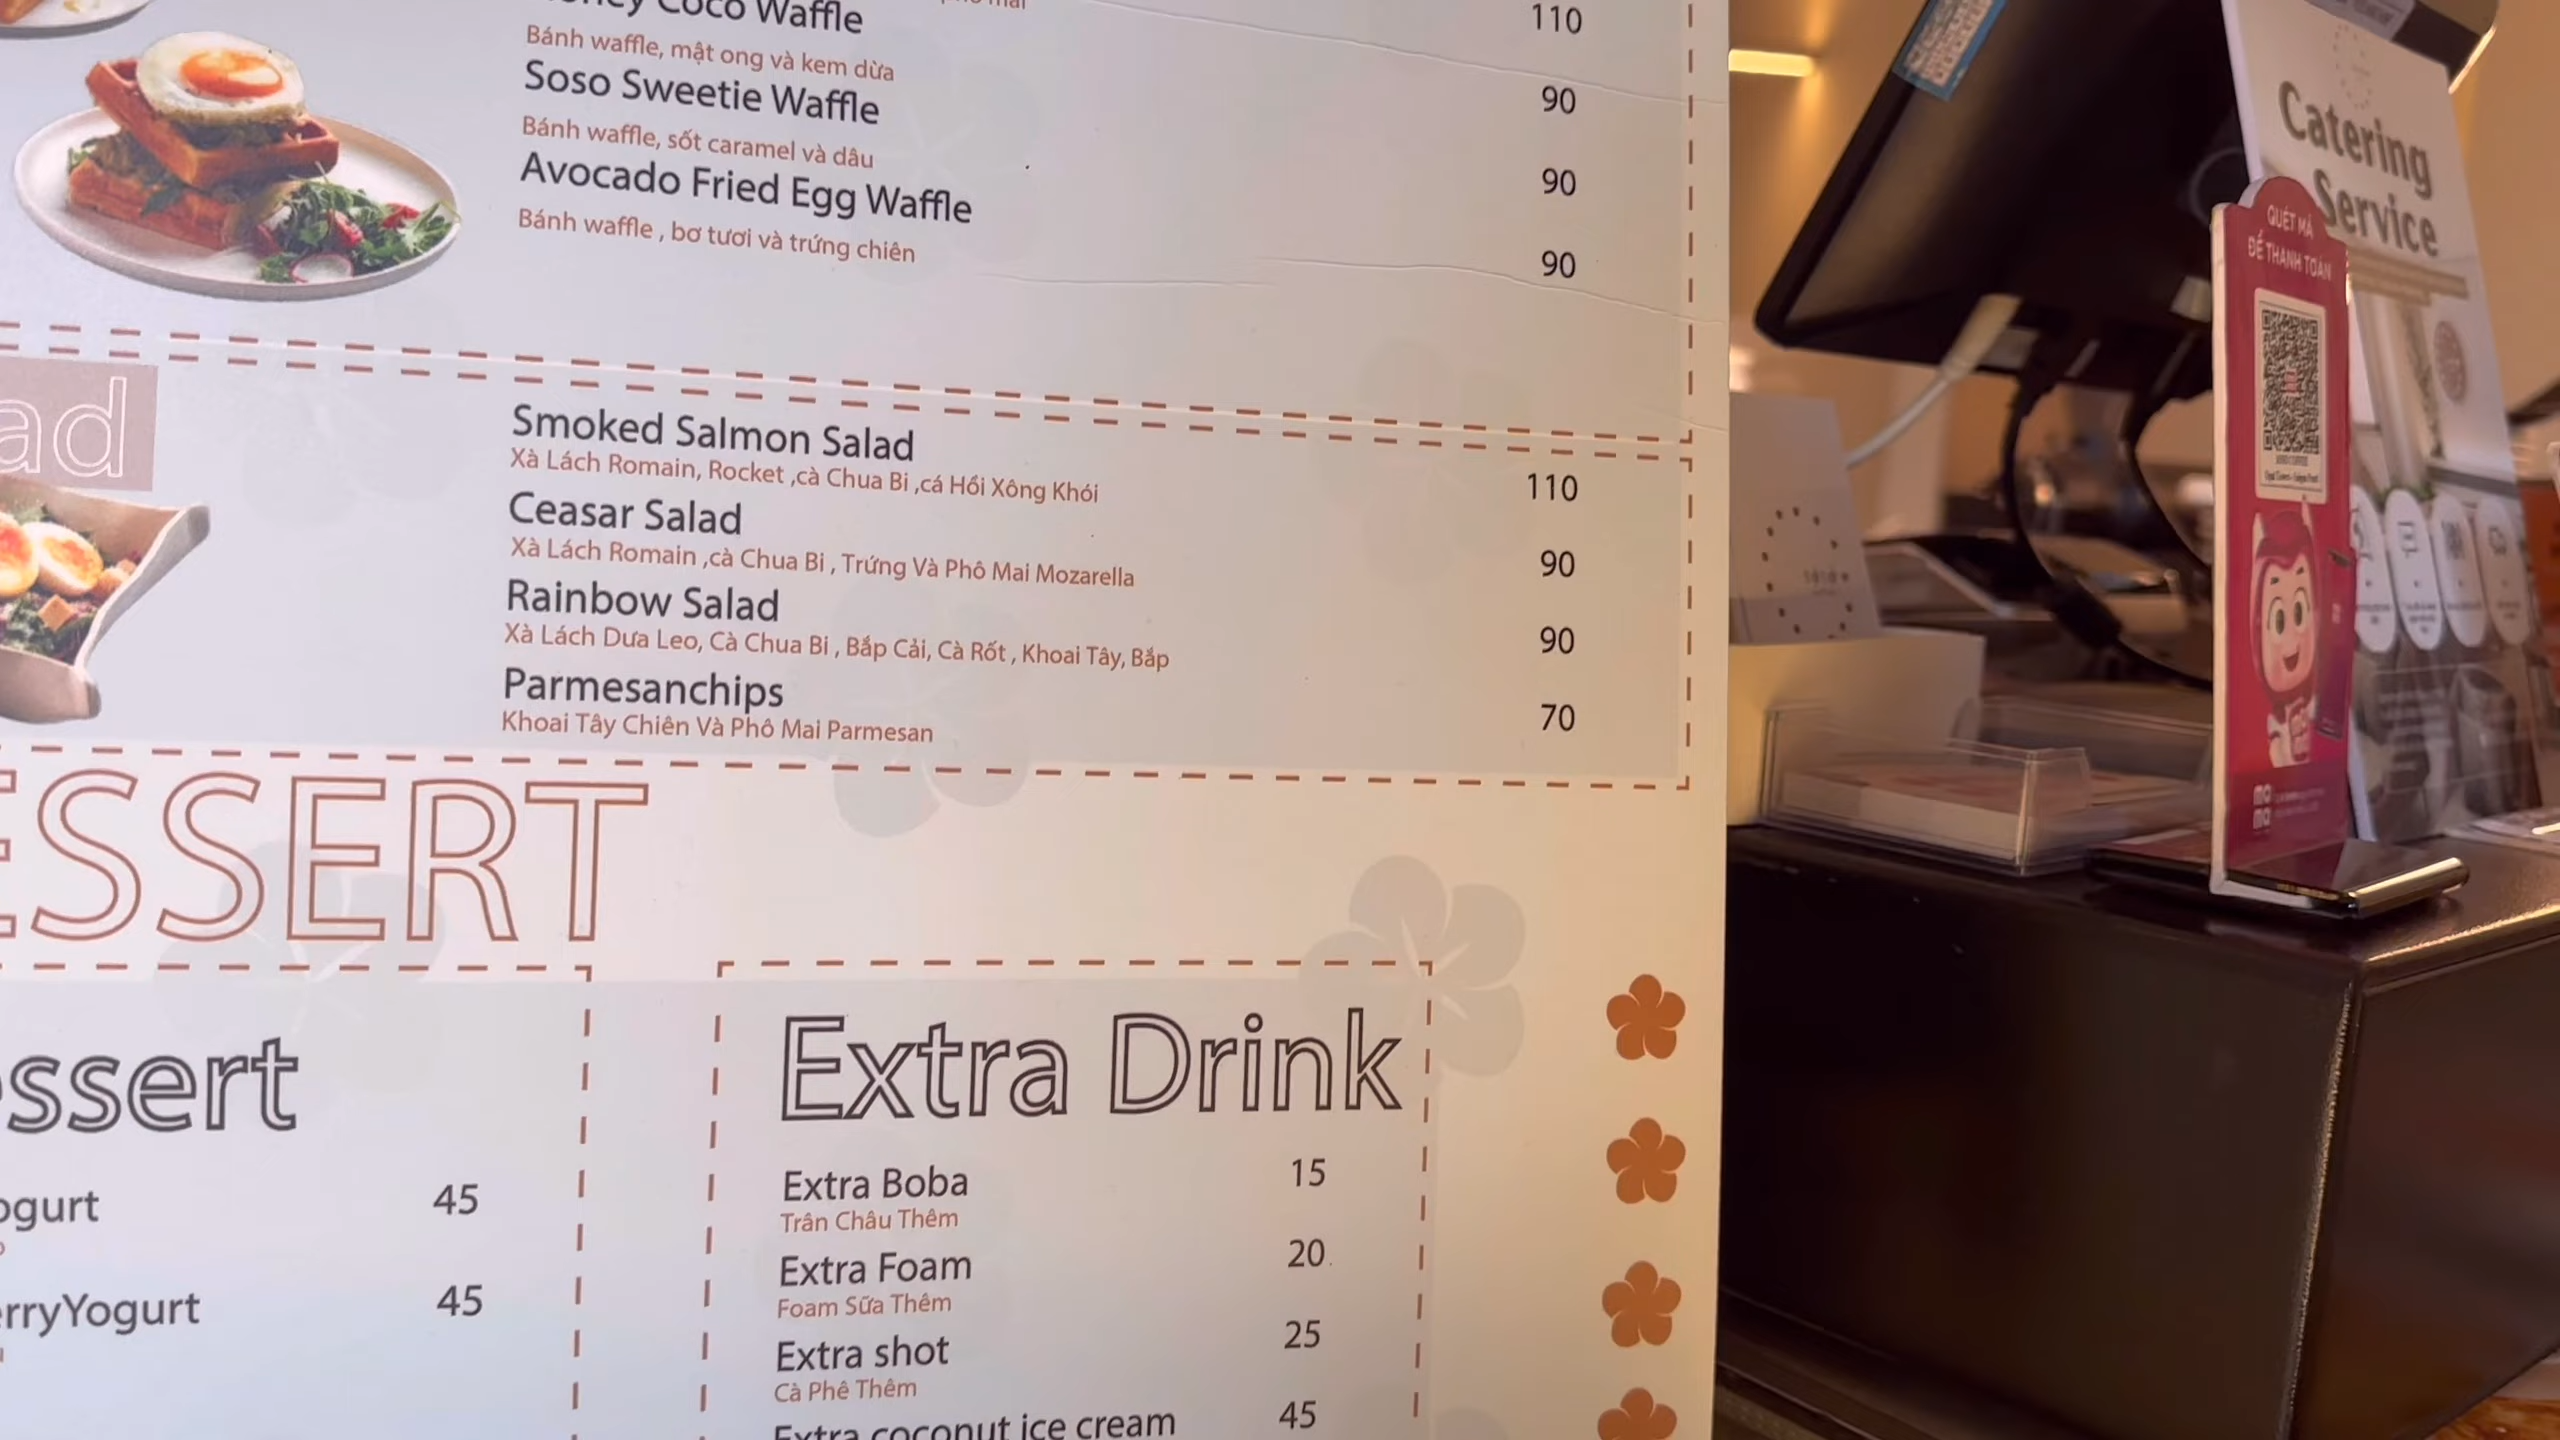 Coco Waffle 110
Bánh waffle, mật ong và kem dừa
Soso Sweetie Waffle 90
Bánh waffle, sốt caramel và dâu
Avocado Fried Egg Waffle 90
Bánh waffle , bơ tươi và trứng chiên
90
ad
Smoked Salmon Salad 110
Xà Lách Romain, Rocket ,cà Chua Bi ,cá Hồi Xông Khói
Ceasar Salad 90
Xà Lách Romain ,cà Chua Bi , Trứng Và Phô Mai Mozarella
Rainbow Salad 90
Xà Lách Dưa Leo, Cà Chua Bi , Bắp Cải, Cà Rốt , Khoai Tây, Bắp
Parmesanchips 70
Khoai Tây Chiên Và Phô Mai Parmesan
ESSERT
essert
ogurt 45
rryYogurt 45
Extra Drink
Extra Boba 15
Trân Châu Thêm
Extra Foam 20
Foam Sữa Thêm
Extra shot 25
Cà Phê Thêm
Extra coconut ice cream 45
Catering
Service
QUÉT MÃ
ĐỂ THANH TOÁN